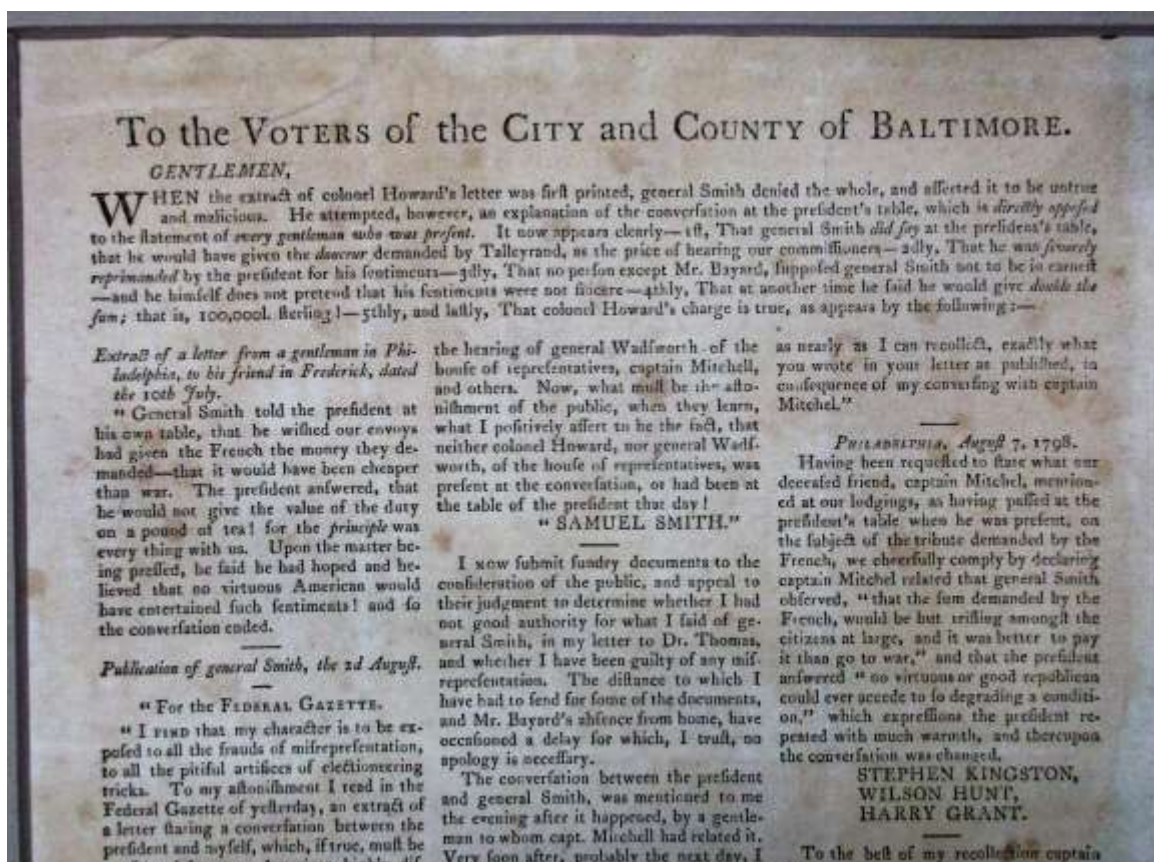 To the VOTERS of the CITY and COUNTY of BALTIMORE.
GENTLEMEN,
WHEN the extract of colonel Howard's letter was firſt printed, general Smith denied the whole, and aſſerted it to be untrue
and malicious. He attempted, however, an explanation of the converſation at the preſident's table, which is directly oppoſed
to the ſtatement of every gentleman who was preſent. It now appears clearly—1ſt, That general Smith did ſay at the preſident's table,
that he would have given the douceur demanded by Talleyrand, as the price of hearing our commiſſioners—2dly, That he was ſeverely
reprimanded by the preſident for his ſentiments—3dly, That no perſon except Mr. Bayard, ſuppoſed general Smith not to be in earneſt
—and he himſelf does not pretend that his ſentiments were not ſincere—4thly, That at another time he ſaid he would give double the
ſum; that is, 100,000l. ſterling!—5thly, and laſtly, That colonel Howard's charge is true, as appears by the following:—
Extract of a letter from a gentleman in Phi-
ladelphia, to his friend in Frederick, dated
the 10th July.
" General Smith told the preſident at
his own table, that he wiſhed our envoys
had given the French the money they de-
manded—that it would have been cheaper
than war. The preſident anſwered, that
he would not give the value of the duty
on a pound of tea! for the principle was
every thing with us. Upon the matter be-
ing preſſed, he ſaid he had hoped and be-
lieved that no virtuous American would
have entertained ſuch ſentiments! and ſo
the converſation ended.
Publication of general Smith, the 2d Auguſt.
" For the FEDERAL GAZETTE.
" I FIND that my character is to be ex-
poſed to all the frauds of miſrepreſentation,
to all the pitiful artifices of electioneering
tricks. To my aſtoniſhment I read in the
Federal Gazette of yeſterday, an extract of
a letter ſtating a converſation between the
preſident and myſelf, which, if true, muſt be
the hearing of general Wadſworth of the
houſe of repreſentatives, captain Mitchell,
and others. Now, what muſt be the aſto-
niſhment of the public, when they learn,
what I poſitively aſſert to be the fact, that
neither colonel Howard, nor general Wadſ-
worth, of the houſe of repreſentatives, was
preſent at the converſation, or had been at
the table of the preſident that day!
" SAMUEL SMITH."
I NOW ſubmit ſundry documents to the
conſideration of the public, and appeal to
their judgment to determine whether I had
not good authority for what I ſaid of ge-
neral Smith, in my letter to Dr. Thomas,
and whether I have been guilty of any miſ-
repreſentation. The diſtance to which I
have had to ſend for ſome of the documents,
and Mr. Bayard's abſence from home, have
occaſioned a delay for which, I truſt, no
apology is neceſſary.
The converſation between the preſident
and general Smith, was mentioned to me
the evening after it happened, by a gentle-
man to whom capt. Mitchell had related it.
Very ſoon after, probably the next day, I
as nearly as I can recollect, exactly what
you wrote in your letter as publiſhed, in
conſequence of my converſing with captain
Mitchel."
PHILADELPHIA, Auguſt 7, 1798.
Having been requeſted to ſtate what our
deceaſed friend, captain Mitchel, mention-
ed at our lodgings, as having paſſed at the
preſident's table when he was preſent, on
the ſubject of the tribute demanded by the
French, we cheerfully comply by declaring
captain Mitchel related that general Smith
obſerved, " that the ſum demanded by the
French, would be but trifling amongſt the
citizens at large, and it was better to pay
it than go to war," and that the preſident
anſwered " no virtuous or good republican
could ever accede to ſo degrading a conditi-
on," which expreſſions the preſident re-
peated with much warmth, and thereupon
the converſation was changed.
STEPHEN KINGSTON,
WILSON HUNT,
HARRY GRANT.
To the beſt of my recollection captain